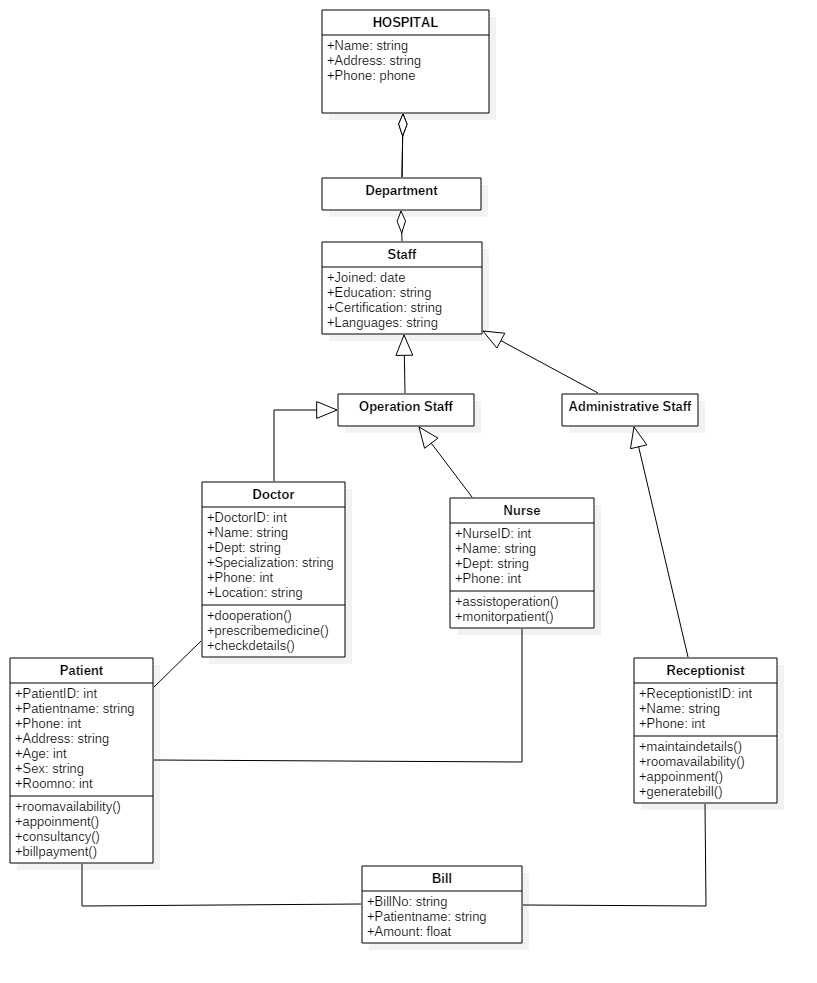 HOSPITAL
+Name: string
+Address: string
+Phone: phone
Department
Staff
+Joined: date
+Education: string
+Certification: string
+Languages: string
Operation Staff
Administrative Staff
Doctor
+DoctorID: int
+Name: string
+Dept: string
+Specialization: string
+Phone: int
+Location: string
+dooperation()
+prescribemedicine()
+checkdetails()
Nurse
+NurseID: int
+Name: string
+Dept: string
+Phone: int
+assistoperation()
+monitorpatient()
Patient
+PatientID: int
+Patientname: string
+Phone: int
+Address: string
+Age: int
+Sex: string
+Roomno: int
+roomavailability()
+appoinment()
+consultancy()
+billpayment()
Receptionist
+ReceptionistID: int
+Name: string
+Phone: int
+maintaindetails()
+roomavailability()
+appoinment()
+generatebill()
Bill
+BillNo: string
+Patientname: string
+Amount: float